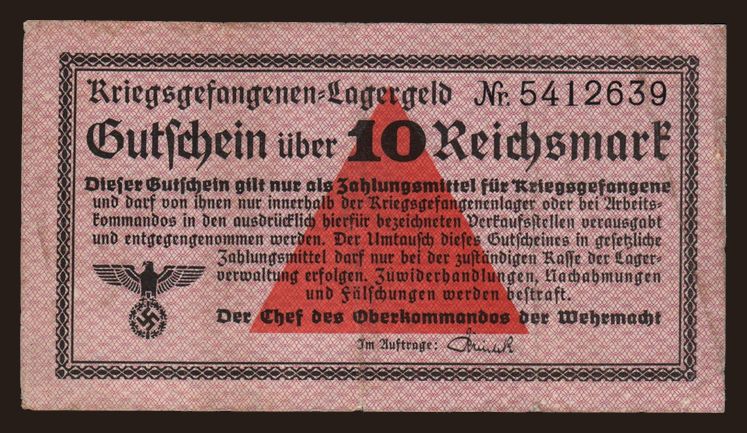 Kriegsgefangenen-Lagergeld Nr. 5412639
Gutschein über 10 Reichsmark
Dieser Gutschein gilt nur als Zahlungsmittel für Kriegsgefangene
und darf von ihnen nur innerhalb der Kriegsgefangenenlager oder bei Arbeits-
kommandos in den ausdrücklich hierfür bezeichneten Verkaufsstellen verausgabt
und entgegengenommen werden. Der Umtausch dieses Gutscheines in gesetzliche
Zahlungsmittel darf nur bei der zuständigen Kasse der Lager-
verwaltung erfolgen. Zuwiderhandlungen, Nachahmungen
und Fälschungen werden bestraft.
Der Chef des Oberkommandos der Wehrmacht
Im Auftrage: